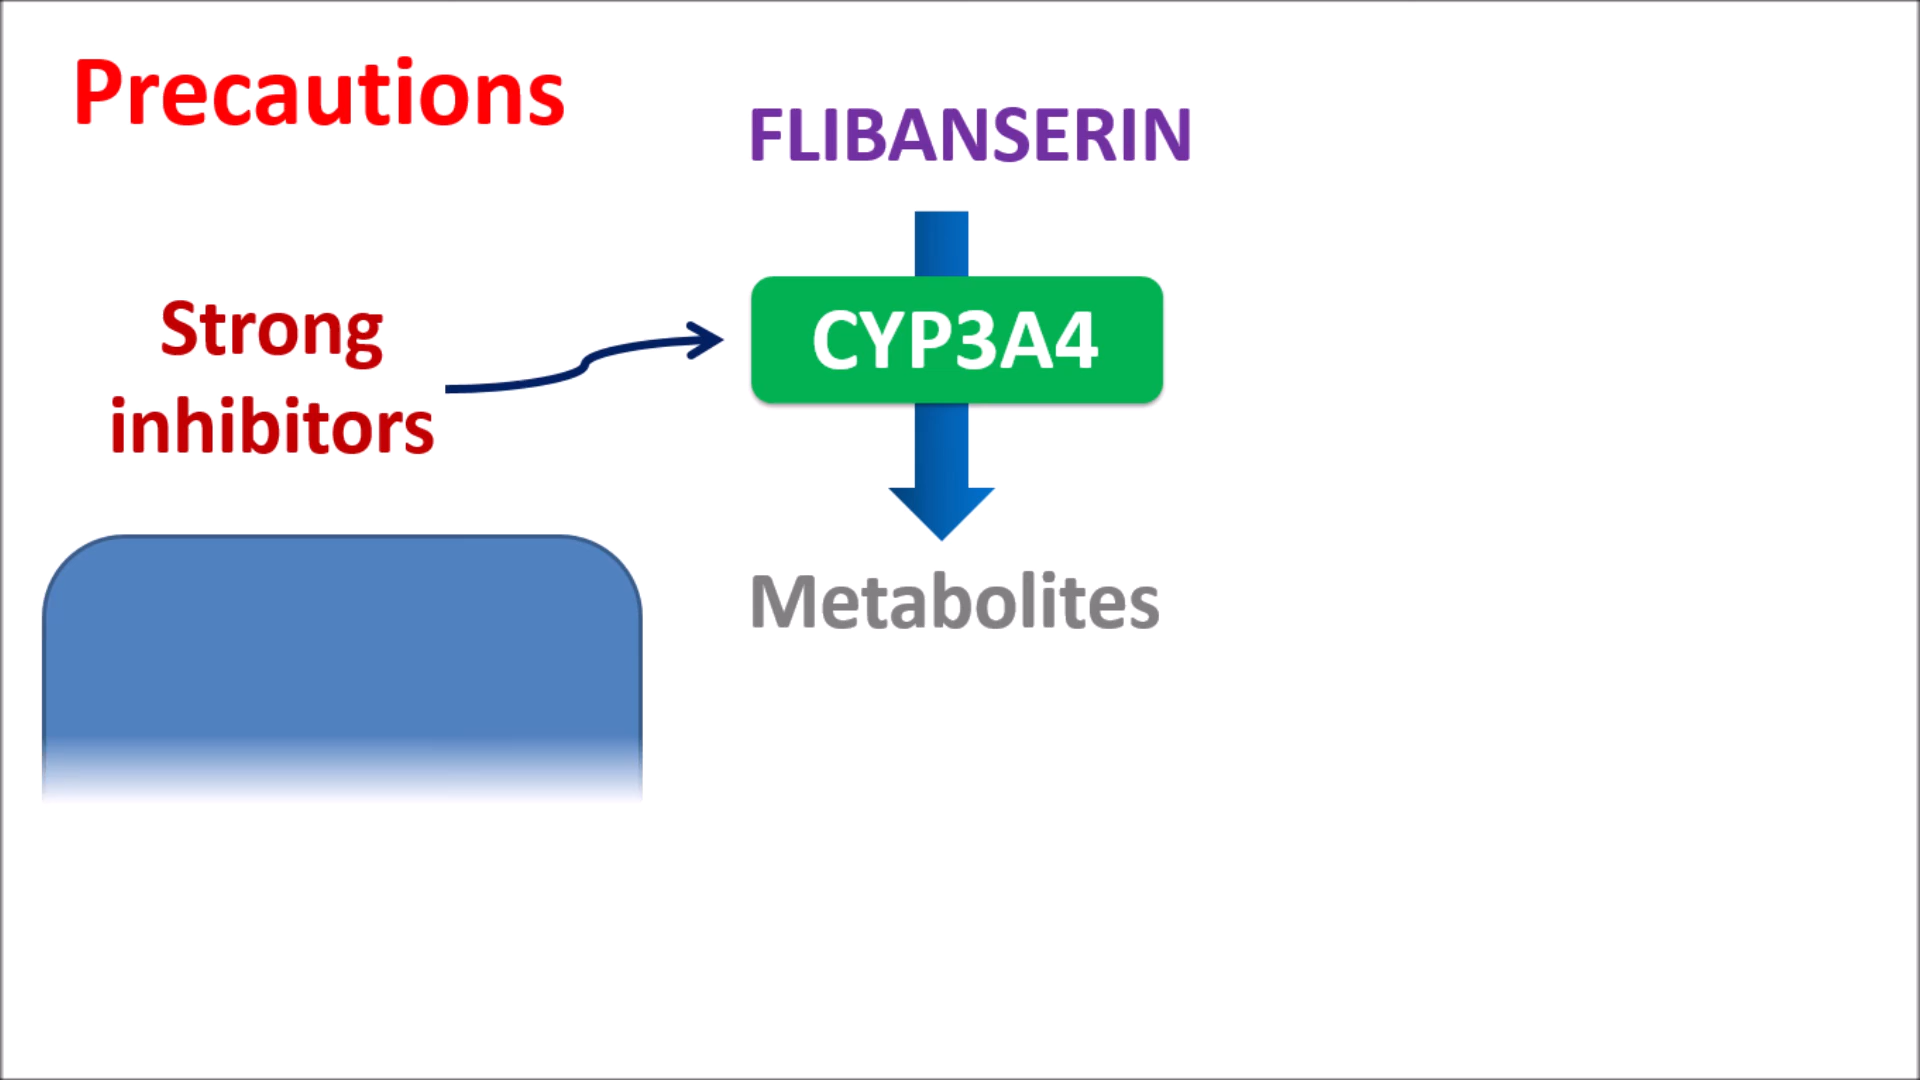 Precautions
FLIBANSERIN
Strong
inhibitors
CYP3A4
Metabolites